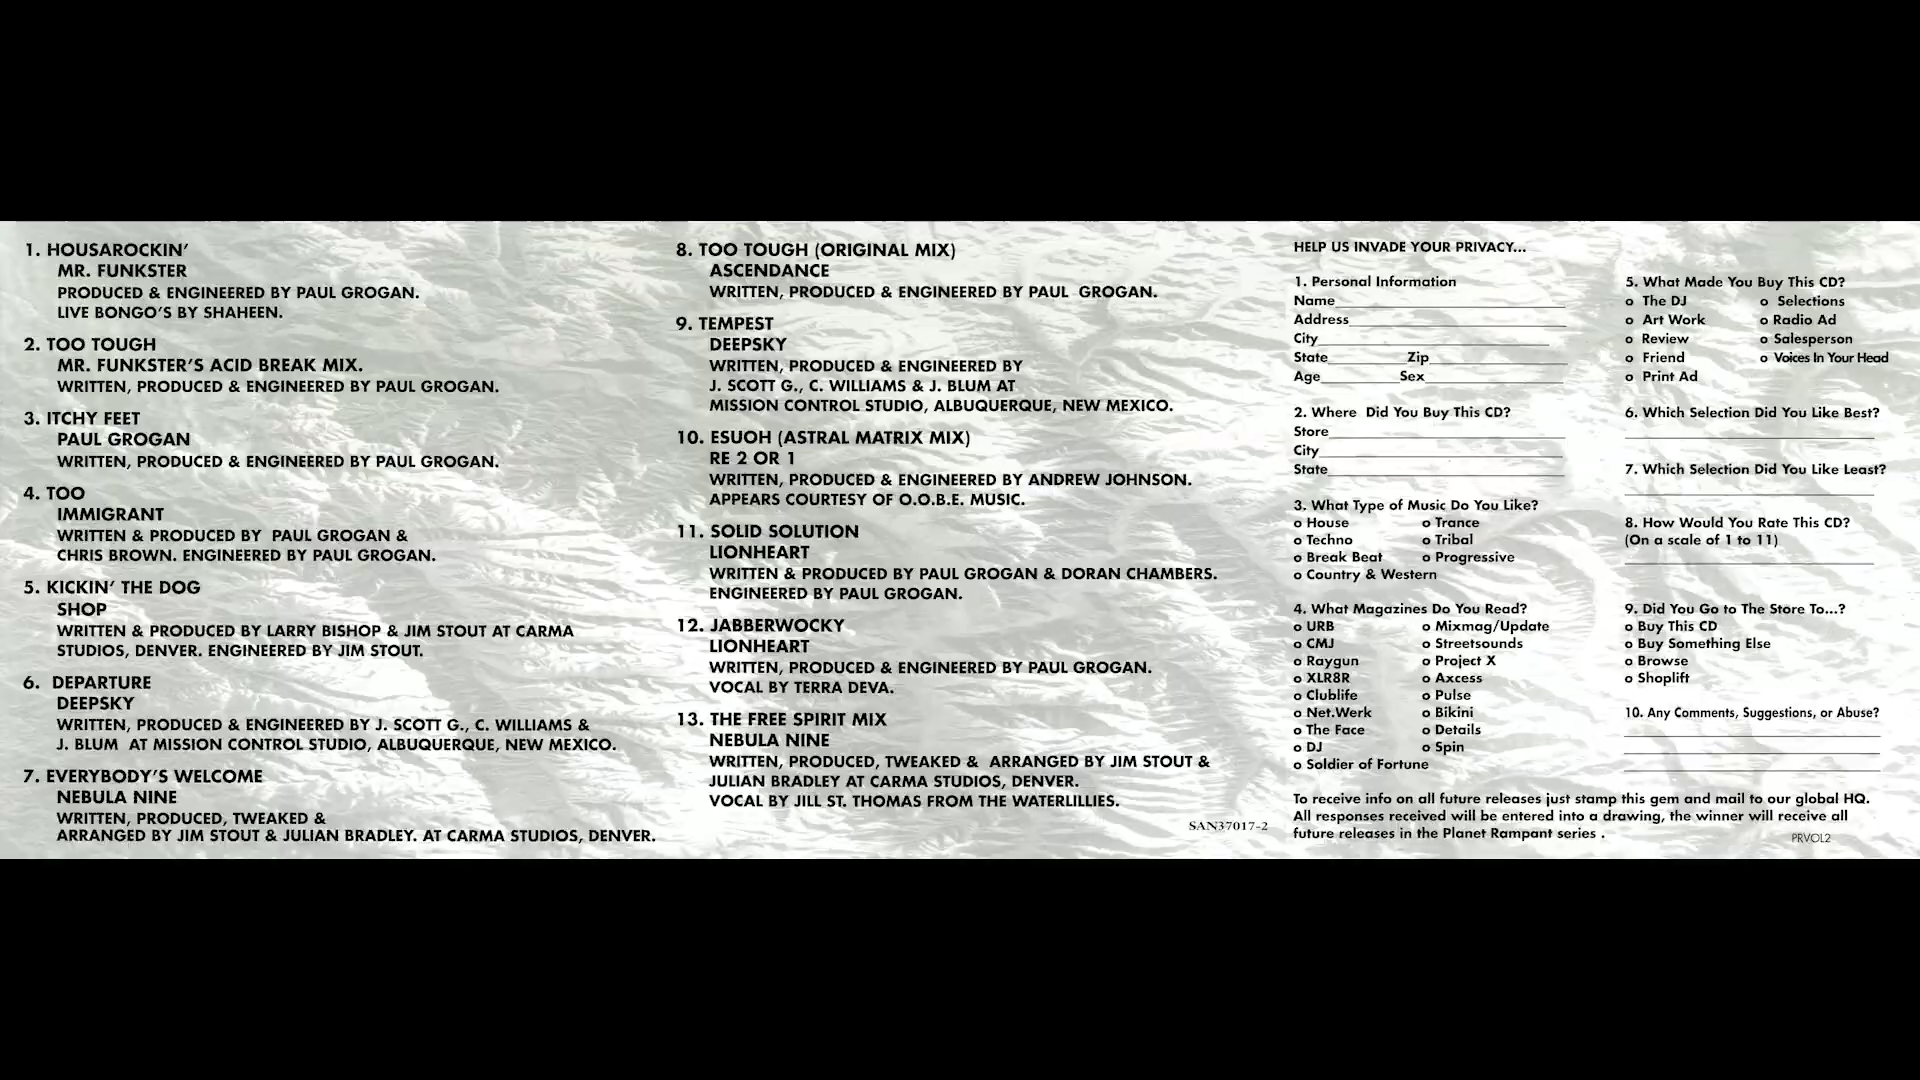 1. HOUSAROCKIN'
MR. FUNKSTER
PRODUCED & ENGINEERED BY PAUL GROGAN.
LIVE BONGO'S BY SHAHEEN.
2. TOO TOUGH
MR. FUNKSTER'S ACID BREAK MIX.
WRITTEN, PRODUCED & ENGINEERED BY PAUL GROGAN.
3. ITCHY FEET
PAUL GROGAN
WRITTEN, PRODUCED & ENGINEERED BY PAUL GROGAN.
4. TOO
IMMIGRANT
WRITTEN & PRODUCED BY PAUL GROGAN &
CHRIS BROWN. ENGINEERED BY PAUL GROGAN.
5. KICKIN' THE DOG
SHOP
WRITTEN & PRODUCED BY LARRY BISHOP & JIM STOUT AT CARMA
STUDIOS, DENVER. ENGINEERED BY JIM STOUT.
6. DEPARTURE
DEEPSKY
WRITTEN, PRODUCED & ENGINEERED BY J. SCOTT G., C. WILLIAMS &
J. BLUM AT MISSION CONTROL STUDIO, ALBUQUERQUE, NEW MEXICO.
7. EVERYBODY'S WELCOME
NEBULA NINE
WRITTEN, PRODUCED, TWEAKED &
ARRANGED BY JIM STOUT & JULIAN BRADLEY. AT CARMA STUDIOS, DENVER.
8. TOO TOUGH (ORIGINAL MIX)
ASCENDANCE
WRITTEN, PRODUCED & ENGINEERED BY PAUL GROGAN.
9. TEMPEST
DEEPSKY
WRITTEN, PRODUCED & ENGINEERED BY
J. SCOTT G., C. WILLIAMS & J. BLUM AT
MISSION CONTROL STUDIO, ALBUQUERQUE, NEW MEXICO.
10. ESUOH (ASTRAL MATRIX MIX)
RE 2 OR 1
WRITTEN, PRODUCED & ENGINEERED BY ANDREW JOHNSON.
APPEARS COURTESY OF O.O.B.E. MUSIC.
11. SOLID SOLUTION
LIONHEART
WRITTEN & PRODUCED BY PAUL GROGAN & DORAN CHAMBERS.
ENGINEERED BY PAUL GROGAN.
12. JABBERWOCKY
LIONHEART
WRITTEN, PRODUCED & ENGINEERED BY PAUL GROGAN.
VOCAL BY TERRA DEVA.
13. THE FREE SPIRIT MIX
NEBULA NINE
WRITTEN, PRODUCED, TWEAKED & ARRANGED BY JIM STOUT &
JULIAN BRADLEY AT CARMA STUDIOS, DENVER.
VOCAL BY JILL ST. THOMAS FROM THE WATERLILLIES.
SAN37017-2
HELP US INVADE YOUR PRIVACY...
1. Personal Information
Name
Address
City
State Zip
Age Sex
2. Where Did You Buy This CD?
Store
City
State
3. What Type of Music Do You Like?
o House o Trance
o Techno o Tribal
o Break Beat o Progressive
o Country & Western
4. What Magazines Do You Read?
o URB o Mixmag/Update
o CMJ o Streetsounds
o Raygun o Project X
o XLR8R o Axcess
o Clublife o Pulse
o Net.Werk o Bikini
o The Face o Details
o DJ o Spin
o Soldier of Fortune
5. What Made You Buy This CD?
o The DJ o Selections
o Art Work o Radio Ad
o Review o Salesperson
o Friend o Voices In Your Head
o Print Ad
6. Which Selection Did You Like Best?
7. Which Selection Did You Like Least?
8. How Would You Rate This CD?
(On a scale of 1 to 11)
9. Did You Go to The Store To...?
o Buy This CD
o Buy Something Else
o Browse
o Shoplift
10. Any Comments, Suggestions, or Abuse?
To receive info on all future releases just stamp this gem and mail to our global HQ.
All responses received will be entered into a drawing, the winner will receive all
future releases in the Planet Rampant series .
PRVOL2